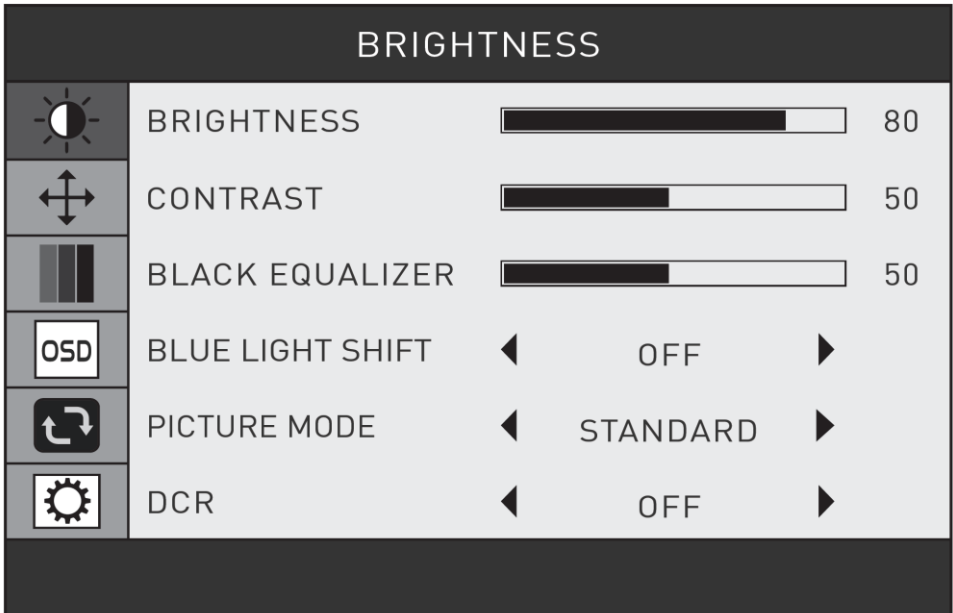 BRIGHTNESS
BRIGHTNESS 80
CONTRAST 50
BLACK EQUALIZER 50
OSD BLUE LIGHT SHIFT OFF
PICTURE MODE STANDARD
DCR OFF